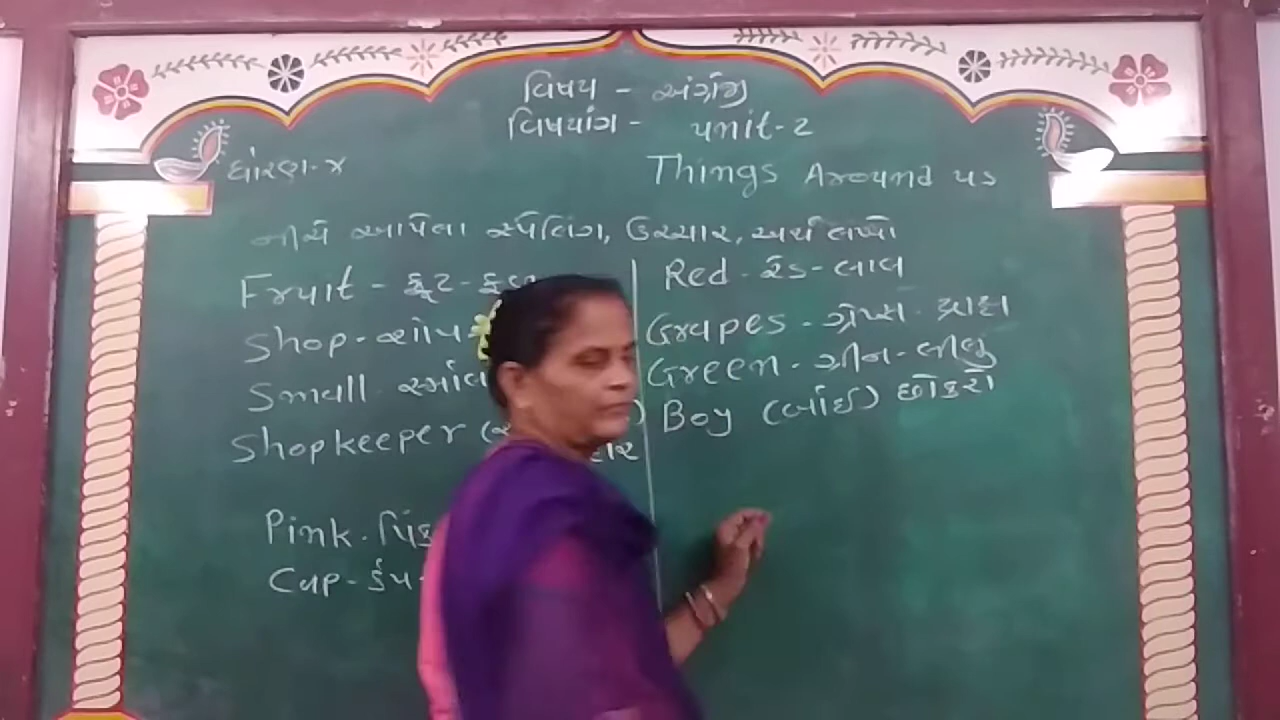 વિષય - અંગ્રેજી
વિષયાંગ - unit-2
ધોરણ-૪
Things Around us
નીચે આપેલા સ્પેલિંગ, ઉચ્ચાર, અર્થ લખો
Fruit - ફ્રૂટ - ફળ
Shop - શોપ
Small - સ્મોલ
Shopkeeper (
Pink - પિંક
Cup - કપ -
Red - રેડ - લાલ
Grapes - ગ્રેપ્સ - દ્રાક્ષ
Green - ગ્રીન - લીલુ
Boy (બોઈ) છોકરો